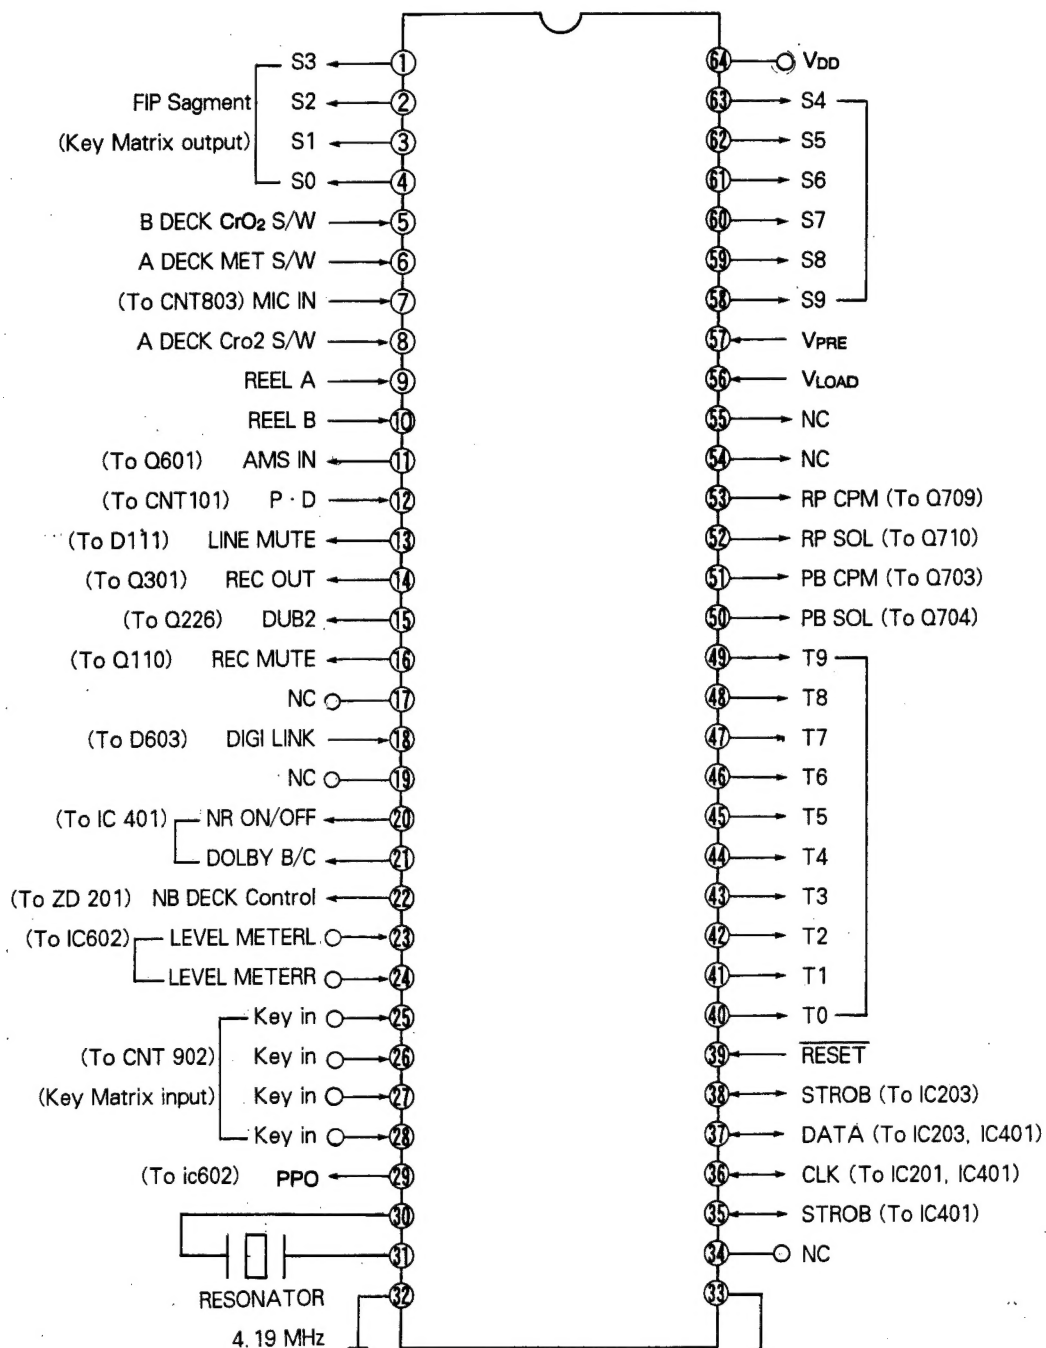 S3 ① ⑥④ VDD
FIP Sagment S2 ② ⑥③ S4
(Key Matrix output) S1 ③ ⑥② S5
S0 ④ ⑥① S6
B DECK CrO2 S/W ⑤ ⑥⓪ S7
A DECK MET S/W ⑥ 59 S8
(To CNT803) MIC IN ⑦ 58 S9
A DECK Cro2 S/W ⑧ 57 VPRE
REEL A ⑨ 56 VLOAD
REEL B 10 55 NC
(To Q601) AMS IN 11 54 NC
(To CNT101) P · D 12 53 RP CPM (To Q709)
(To D111) LINE MUTE 13 52 RP SOL (To Q710)
(To Q301) REC OUT 14 51 PB CPM (To Q703)
(To Q226) DUB2 15 50 PB SOL (To Q704)
(To Q110) REC MUTE 16 49 T9
NC 17 48 T8
(To D603) DIGI LINK 18 47 T7
NC 19 46 T6
(To IC 401) NR ON/OFF 20 45 T5
DOLBY B/C 21 44 T4
(To ZD 201) NB DECK Control 22 43 T3
(To IC602) LEVEL METERL 23 42 T2
LEVEL METERR 24 41 T1
Key in 25 40 T0
(To CNT 902) Key in 26 39 RESET
(Key Matrix input) Key in 27 38 STROB (To IC203)
Key in 28 37 DATA (To IC203, IC401)
(To ic602) PPO 29 36 CLK (To IC201, IC401)
30 35 STROB (To IC401)
31 34 NC
RESONATOR 32 33
4.19 MHz